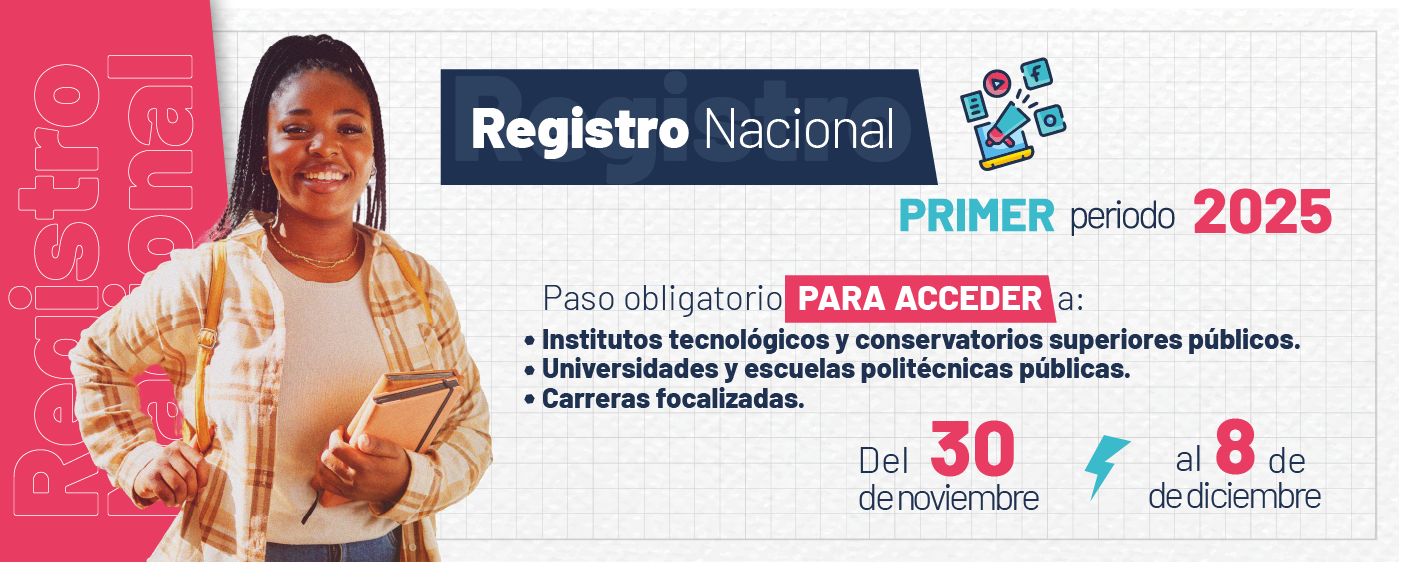 Registro
Nacional
Registro
Registro Nacional
PRIMER periodo 2025
Paso obligatorio PARA ACCEDER a:
• Institutos tecnológicos y conservatorios superiores públicos.
• Universidades y escuelas politécnicas públicas.
• Carreras focalizadas.
Del 30
de noviembre
al 8 de
de diciembre